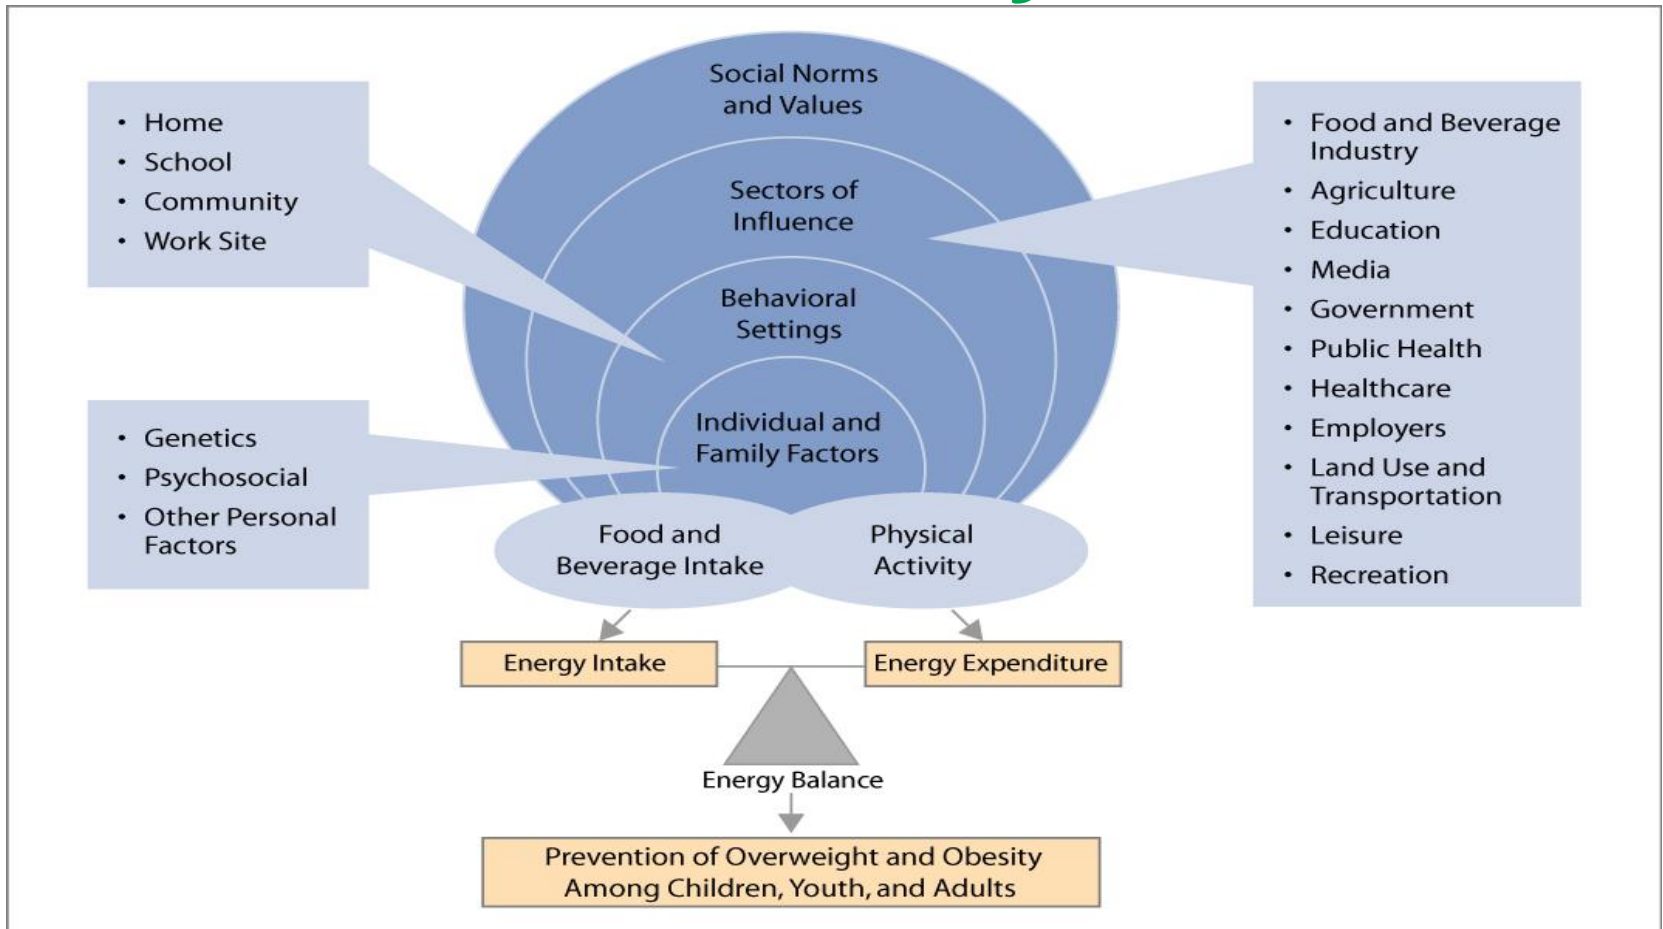 Social Norms
and Values
Sectors of
Influence
Behavioral
Settings
Individual and
Family Factors
• Home
• School
• Community
• Work Site
• Genetics
• Psychosocial
• Other Personal
Factors
• Food and Beverage
Industry
• Agriculture
• Education
• Media
• Government
• Public Health
• Healthcare
• Employers
• Land Use and
Transportation
• Leisure
• Recreation
Food and
Beverage Intake
Physical
Activity
Energy Intake
Energy Expenditure
Energy Balance
Prevention of Overweight and Obesity
Among Children, Youth, and Adults